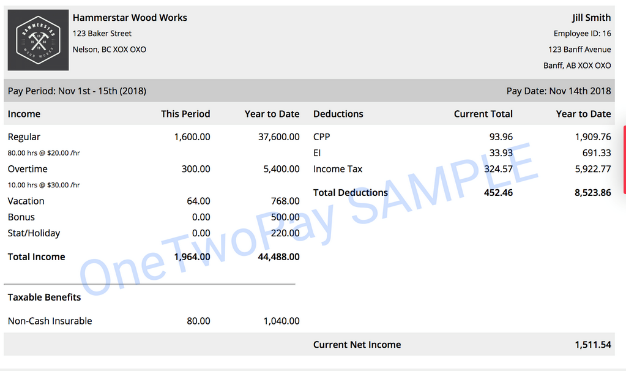 HAMMERSTAR
Hammerstar Wood Works
Jill Smith
123 Baker Street
Employee ID: 16
Nelson, BC XOX OXO
123 Banff Avenue
Banff, AB XOX OXO
Pay Period: Nov 1st - 15th (2018)
Pay Date: Nov 14th 2018
Income This Period Year to Date Deductions Current Total Year to Date
Regular 1,600.00 37,600.00 CPP 93.96 1,909.76
80.00 hrs @ $20.00 /hr EI 33.93 691.33
Overtime 300.00 5,400.00 Income Tax 324.57 5,922.77
10.00 hrs @ $30.00 /hr
Total Deductions 452.46 8,523.86
Vacation 64.00 768.00
Bonus 0.00 500.00
Stat/Holiday 0.00 220.00
Total Income 1,964.00 44,488.00
OneTwoPay SAMPLE
Taxable Benefits
Non-Cash Insurable 80.00 1,040.00
Current Net Income 1,511.54